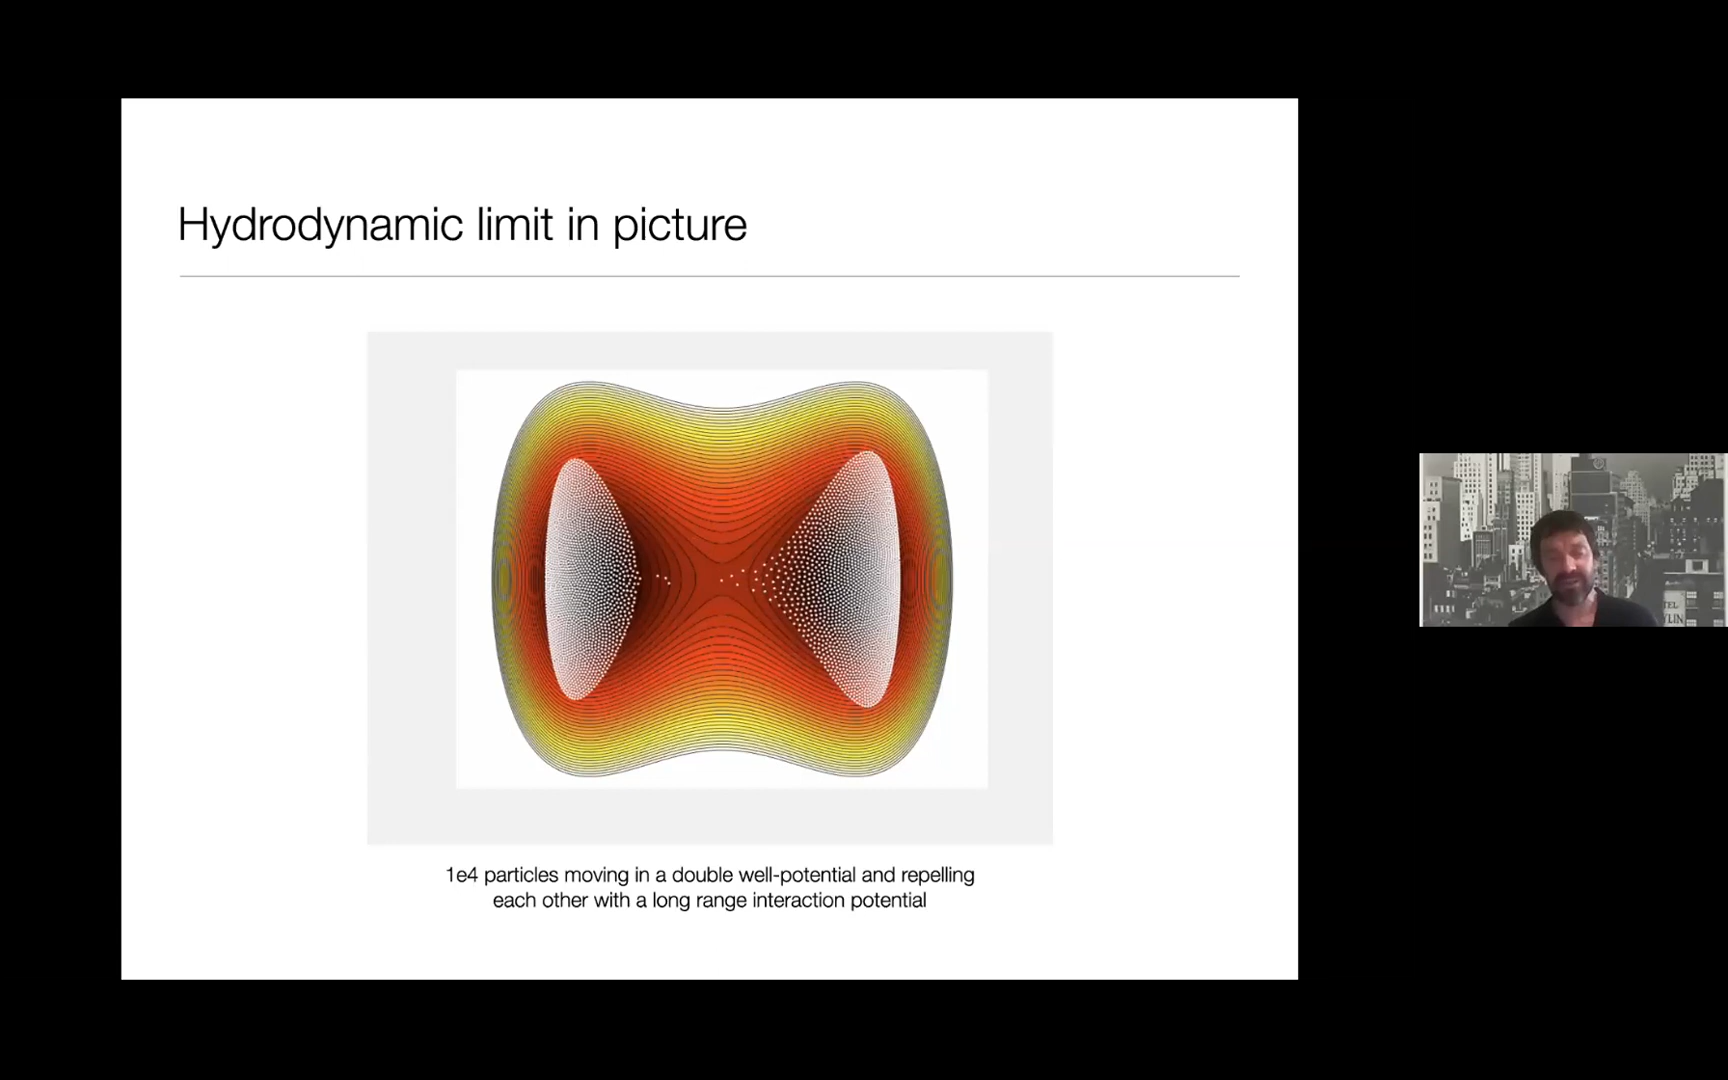 Hydrodynamic limit in picture
1e4 particles moving in a double well-potential and repelling
each other with a long range interaction potential